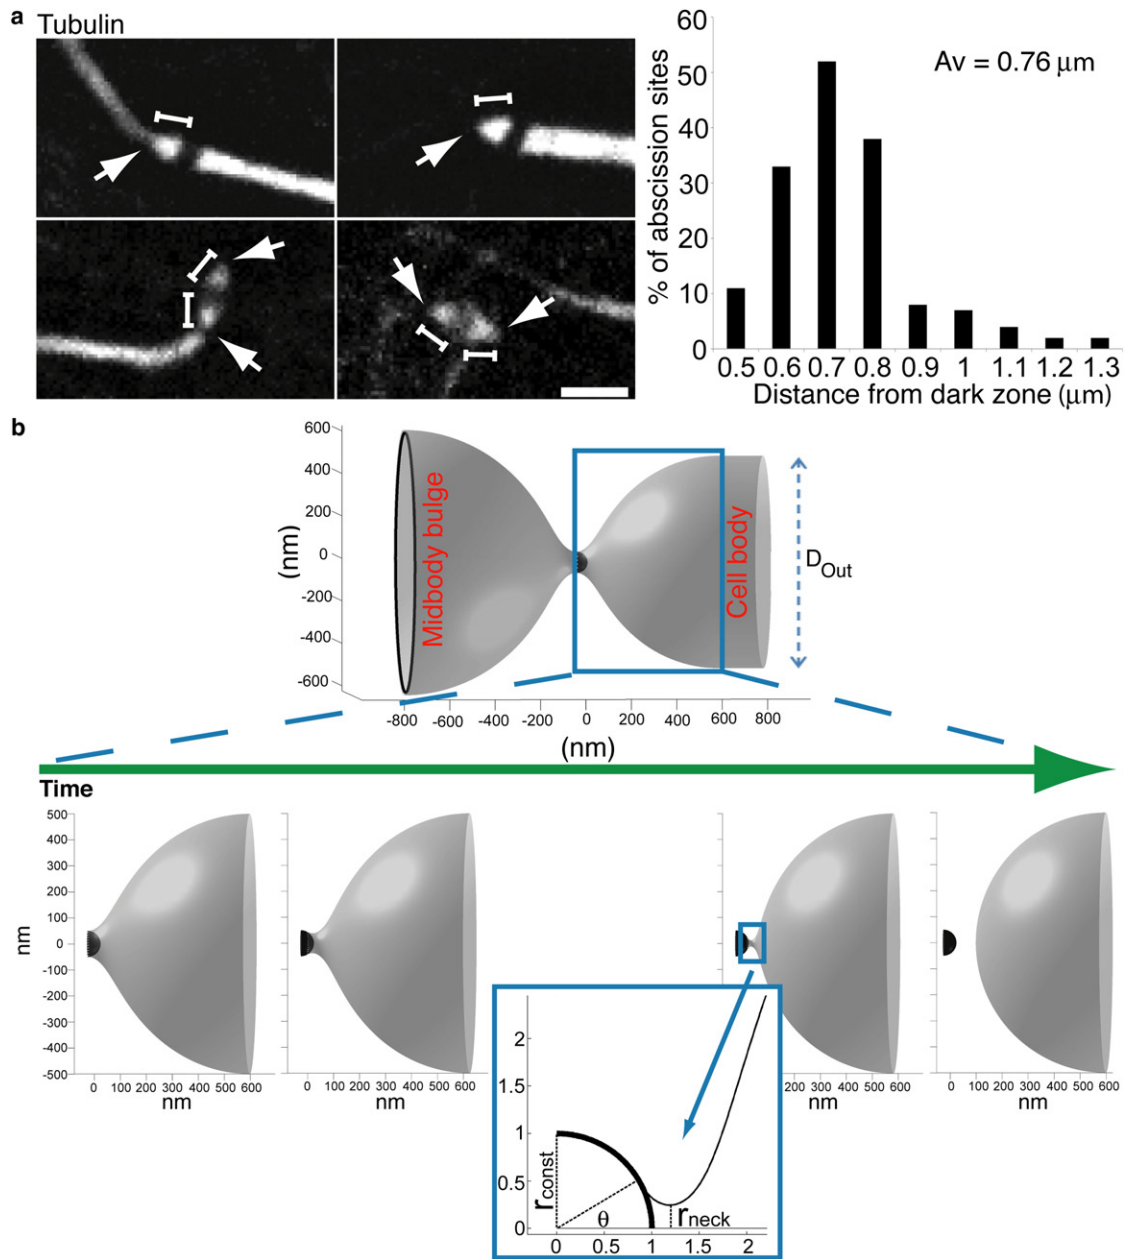 a
Tubulin
60
50
40
30
20
10
0
% of abscission sites
Av = 0.76 µm
0.5 0.6 0.7 0.8 0.9 1 1.1 1.2 1.3
Distance from dark zone (µm)
b
600
400
200
0
-200
-400
-600
(nm)
Midbody bulge
Cell body
DOut
-800 -600 -400 -200 0 200 400 600 800
(nm)
Time
500
400
300
200
100
0
-100
-200
-300
-400
-500
nm
0 100 200 300 400 500 600
nm
0 100 200 300 400 500 600
nm
200 300 400 500 600
nm
0 100 200 300 400 500 600
nm
2
1.5
1
0.5
0
rconst
θ
rneck
0 0.5 1 1.5 2